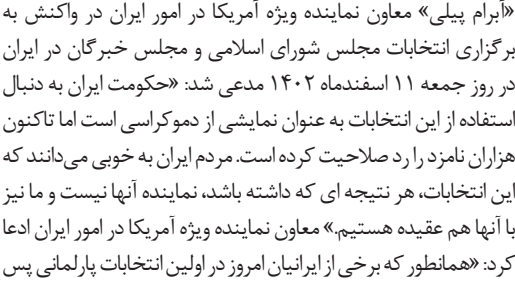 «آبرام پیلی» معاون نماینده ویژه آمریکا در امور ایران در واکنش به
برگزاری انتخابات مجلس شورای اسلامی و مجلس خبرگان در ایران
در روز جمعه ۱۱ اسفندماه ۱۴۰۲ مدعی شد: «حکومت ایران به دنبال
استفاده از این انتخابات به عنوان نمایشی از دموکراسی است اما تاکنون
هزاران نامزد را رد صلاحیت کرده است. مردم ایران به خوبی می‌دانند که
این انتخابات، هر نتیجه ای که داشته باشد، نماینده آنها نیست و ما نیز
با آنها هم عقیده هستیم.» معاون نماینده ویژه آمریکا در امور ایران ادعا
کرد: «همانطور که برخی از ایرانیان امروز در اولین انتخابات پارلمانی پس